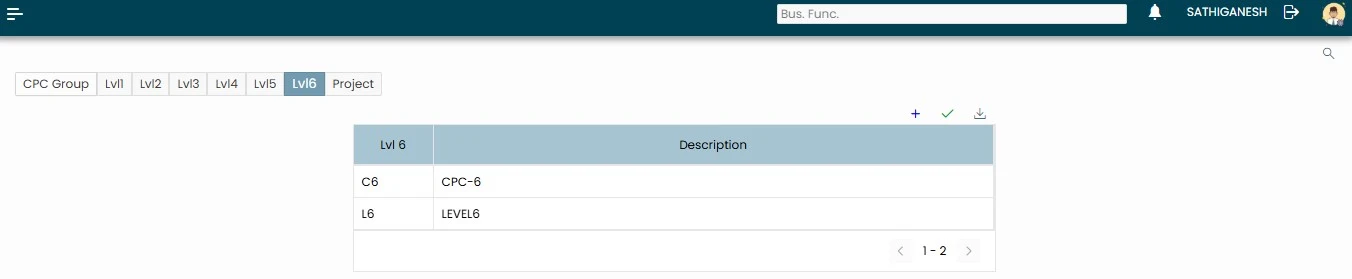 Bus. Func. SATHIGANESH
CPC Group Lvl1 Lvl2 Lvl3 Lvl4 Lvl5 Lvl6 Project
Lvl 6 Description
C6 CPC-6
L6 LEVEL6
1 - 2